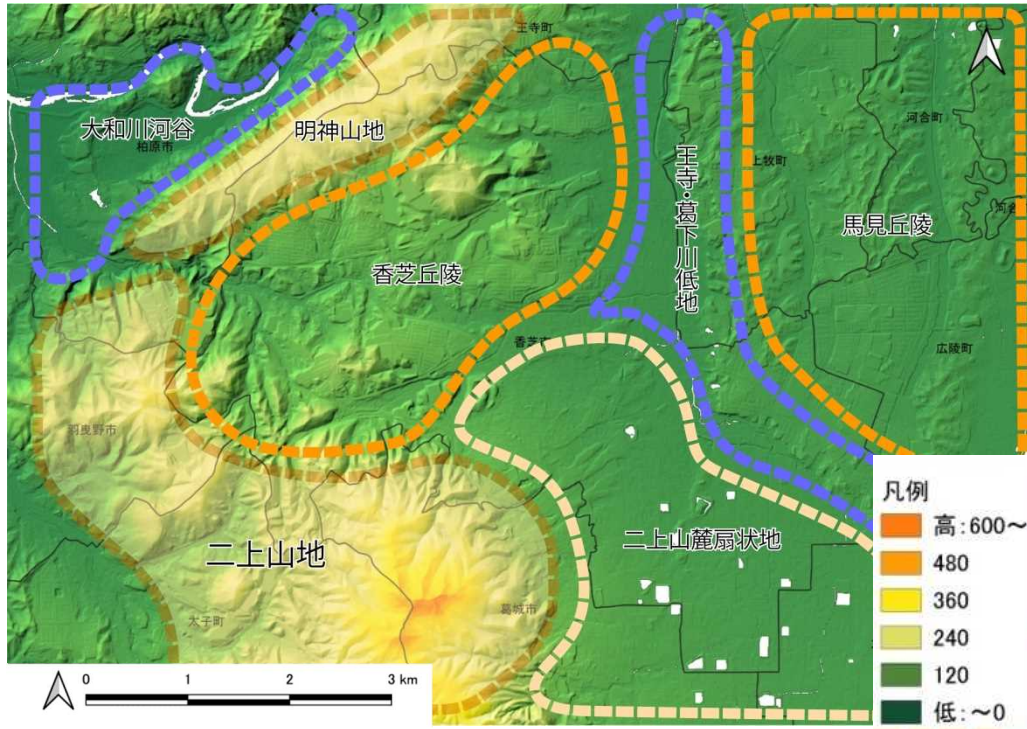 王寺町
大和川河谷
柏原市
明神山地
河合町
上牧町
王寺・葛下川低地
馬見丘陵
香芝丘陵
香芝市
広陵町
羽曳野市
二上山地
太子町
葛城市
二上山麓扇状地
凡例
高:600~
480
360
240
120
低:~0
0 1 2 3 km